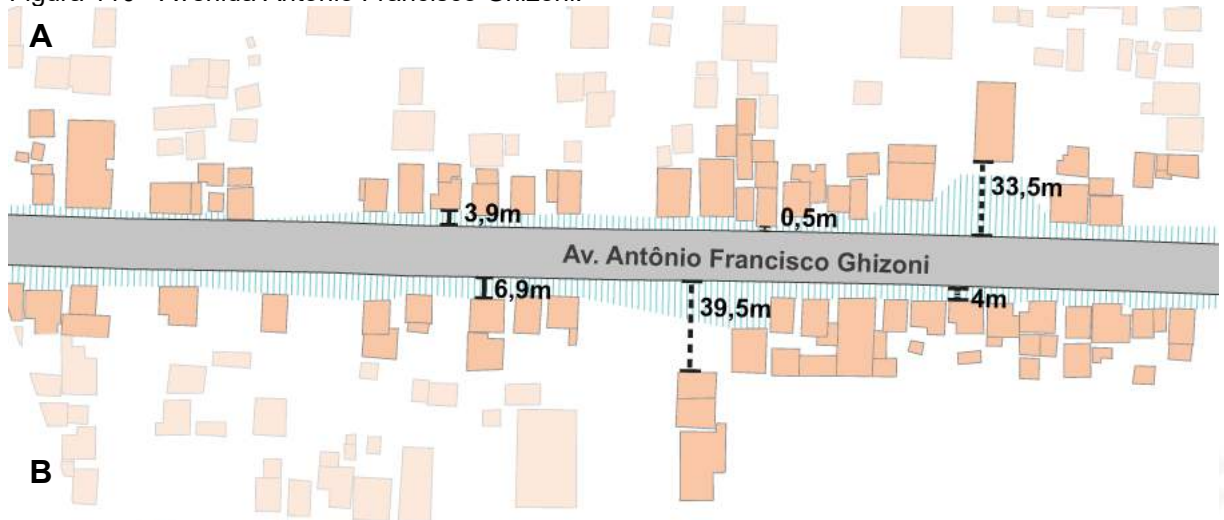 A
33,5m
3,9m
0,5m
Av. Antônio Francisco Ghizoni
6,9m
39,5m
4m
B